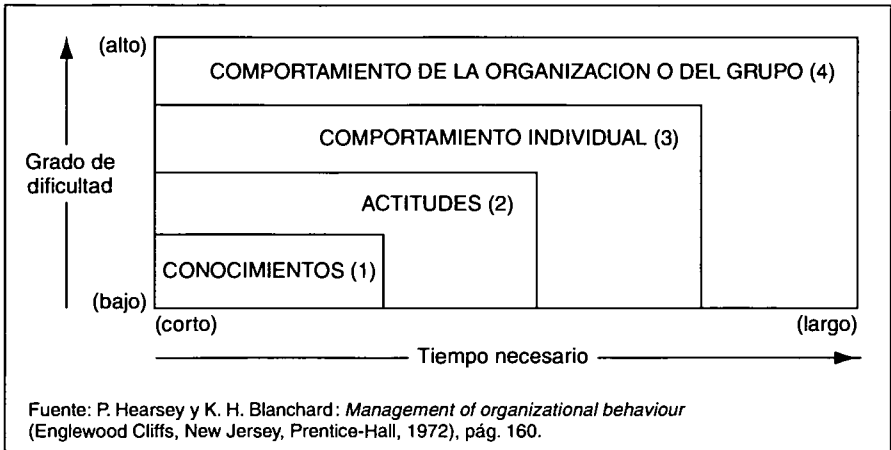 (alto)
COMPORTAMIENTO DE LA ORGANIZACION O DEL GRUPO (4)
COMPORTAMIENTO INDIVIDUAL (3)
Grado de
dificultad
ACTITUDES (2)
CONOCIMIENTOS (1)
(bajo)
(corto)
(largo)
Tiempo necesario
Fuente: P. Hearsey y K. H. Blanchard: Management of organizational behaviour
(Englewood Cliffs, New Jersey, Prentice-Hall, 1972), pág. 160.